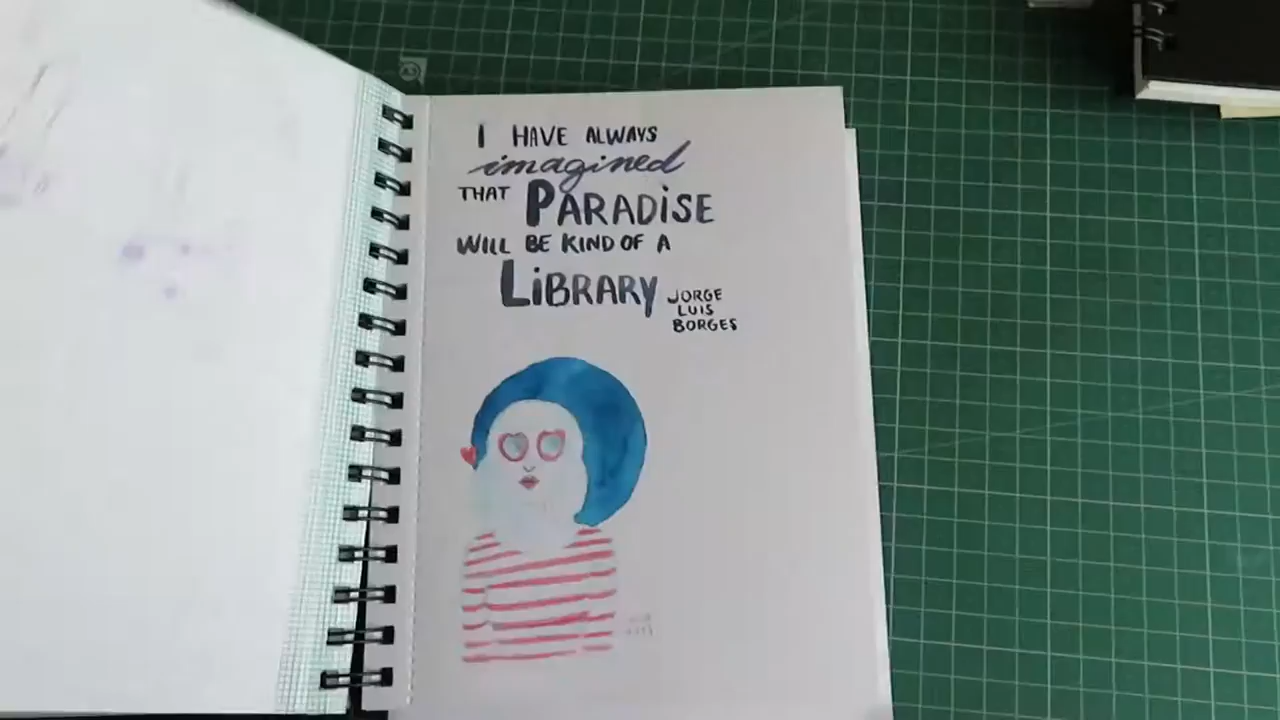 I HAVE ALWAYS
imagined
THAT PARADiSE
WILL BE KIND OF A
LiBRARY
JORGE
LUIS
BORGES